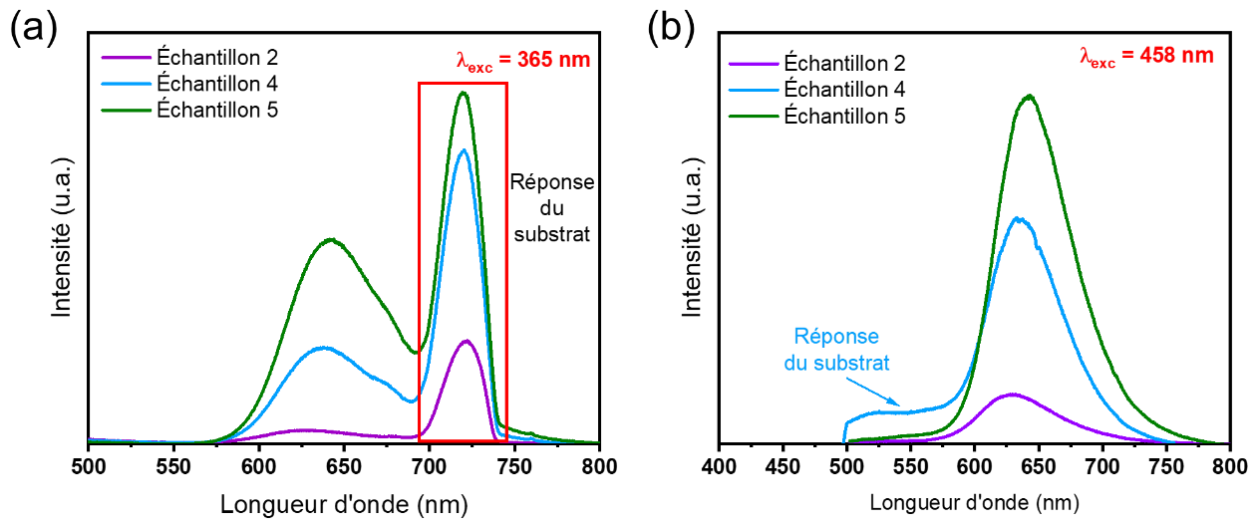 (a)
Échantillon 2
Échantillon 4
Échantillon 5
λexc = 365 nm
Réponse
du
substrat
Intensité (u.a.)
500 550 600 650 700 750 800
Longueur d'onde (nm)
(b)
Échantillon 2
Échantillon 4
Échantillon 5
λexc = 458 nm
Réponse
du substrat
Intensité (u.a.)
400 450 500 550 600 650 700 750 800
Longueur d'onde (nm)